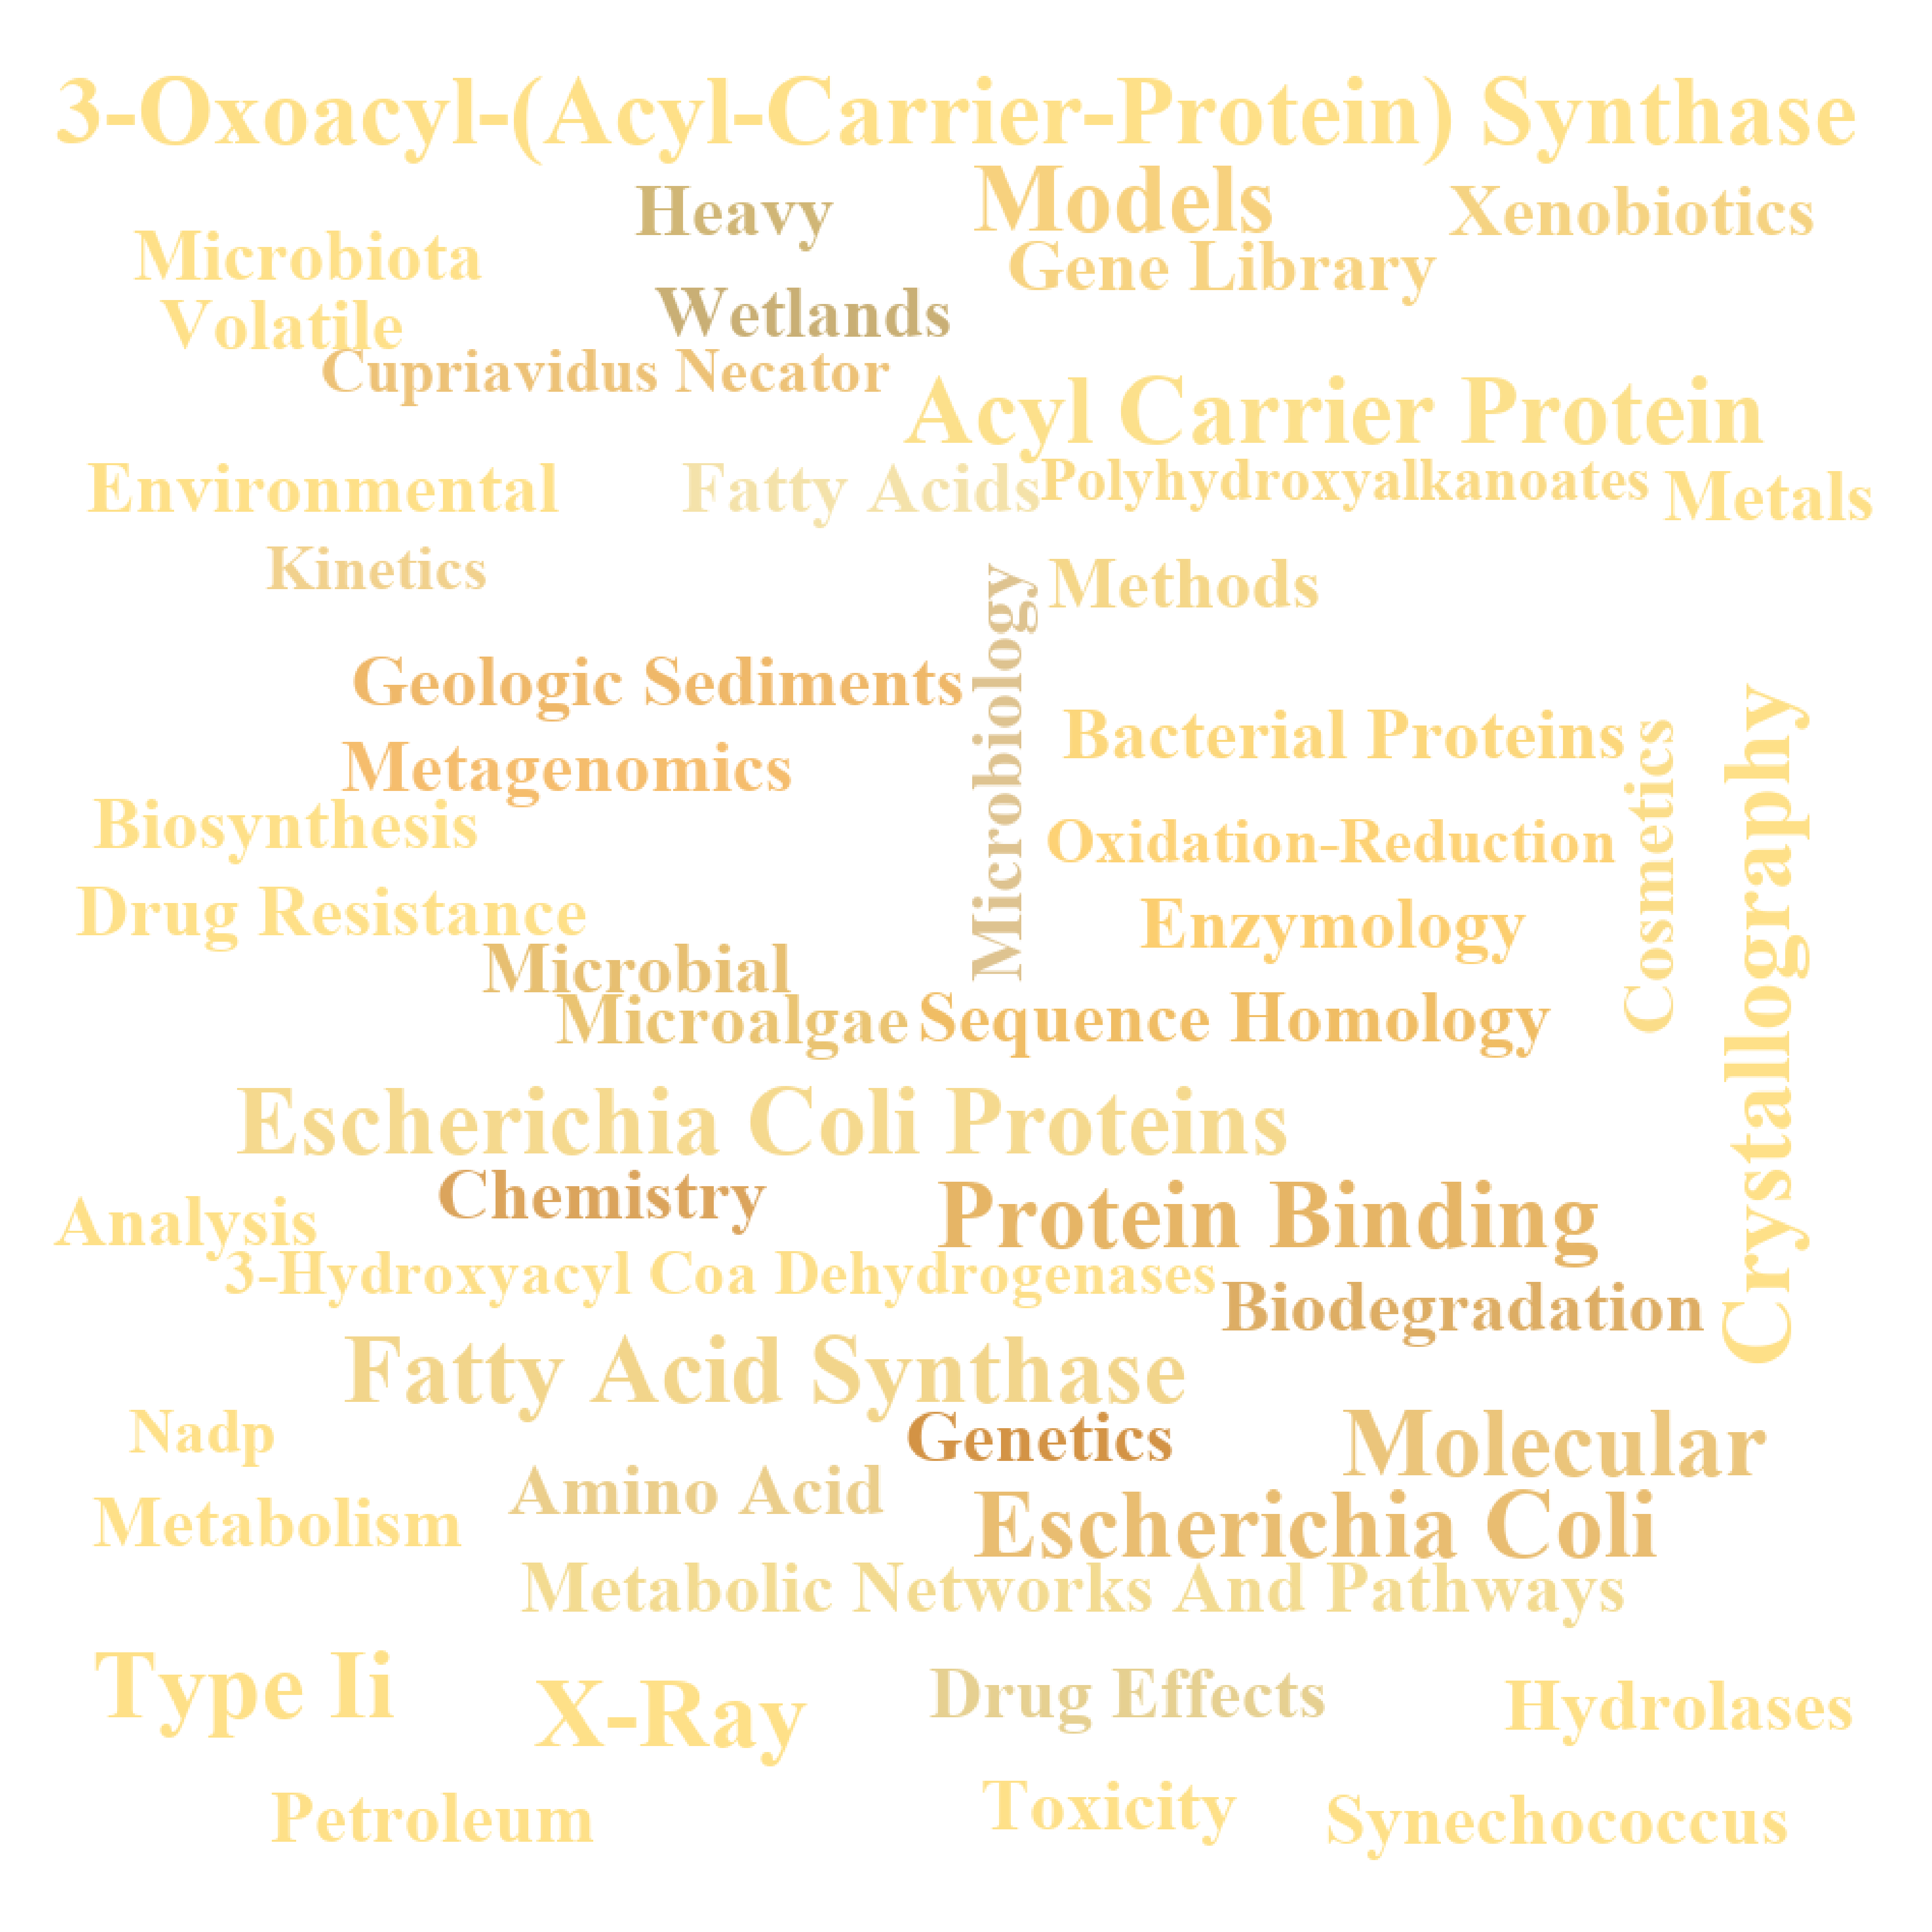 3-Oxoacyl-(Acyl-Carrier-Protein) Synthase
Heavy
Models
Xenobiotics
Microbiota
Gene Library
Volatile
Wetlands
Cupriavidus Necator
Acyl Carrier Protein
Environmental
Fatty Acids
Polyhydroxyalkanoates
Metals
Kinetics
Microbiology
Methods
Geologic Sediments
Bacterial Proteins
Cosmetics
Crystallography
Metagenomics
Biosynthesis
Oxidation-Reduction
Drug Resistance
Enzymology
Microbial
Microalgae
Sequence Homology
Escherichia Coli Proteins
Chemistry
Protein Binding
Analysis
3-Hydroxyacyl Coa Dehydrogenases
Biodegradation
Fatty Acid Synthase
Nadp
Genetics
Molecular
Amino Acid
Metabolism
Escherichia Coli
Metabolic Networks And Pathways
Type Ii
X-Ray
Drug Effects
Hydrolases
Petroleum
Toxicity
Synechococcus